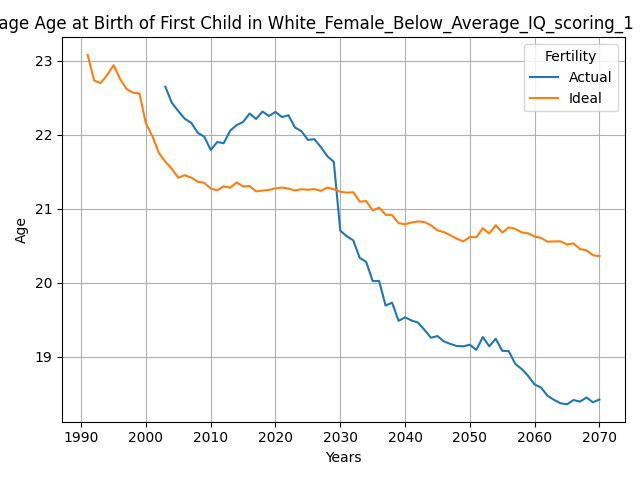 age Age at Birth of First Child in White_Female_Below_Average_IQ_scoring_1
Fertility
Actual
Ideal
23
22
21
20
19
Age
1990 2000 2010 2020 2030 2040 2050 2060 2070
Years